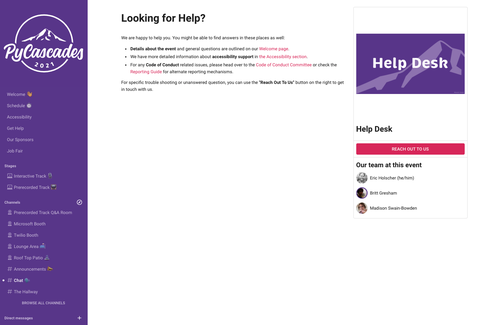 PyCascades
2021
Welcome
Schedule
Accessibility
Get Help
Our Sponsors
Job Fair
Stages
Interactive Track
Prerecorded Track
Channels
Prerecorded Track Q&A Room
Microsoft Booth
Twilio Booth
Lounge Area
Roof Top Patio
Announcements
Chat
The Hallway
BROWSE ALL CHANNELS
Direct messages
Looking for Help?
We are happy to help you. You might be able to find answers in these places as well:
Details about the event and general questions are outlined on our Welcome page.
We have more detailed information about accessibility support in the Accessibility section.
For any Code of Conduct related issues, please head over to the Code of Conduct Committee or check the
Reporting Guide for alternate reporting mechanisms.
For specific trouble shooting or unanswered question, you can use the "Reach Out To Us" button on the right to get
in touch with us.
Help Desk
Help Desk
REACH OUT TO US
Our team at this event
Eric Holscher (he/him)
Britt Gresham
Madison Swain-Bowden